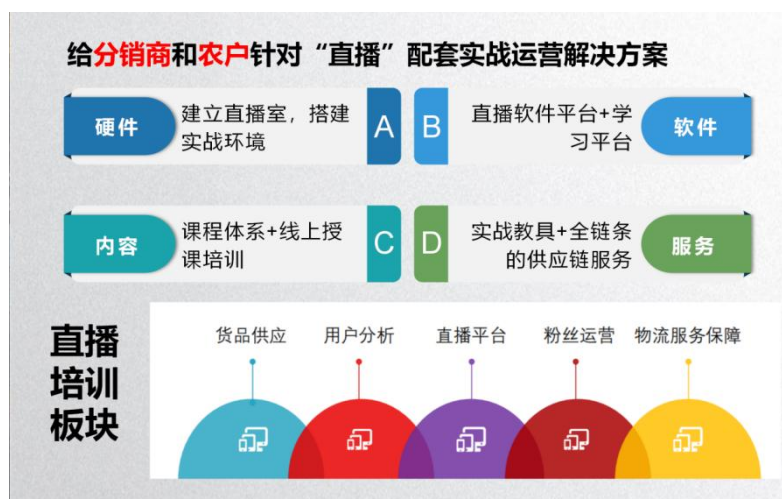 给分销商和农户针对“直播”配套实战运营解决方案
硬件
建立直播室，搭建
实战环境
A
B
直播软件平台+学
习平台
软件
内容
课程体系+线上授
课培训
C
D
实战教具+全链条
的供应链服务
服务
直播
培训
板块
货品供应
用户分析
直播平台
粉丝运营
物流服务保障